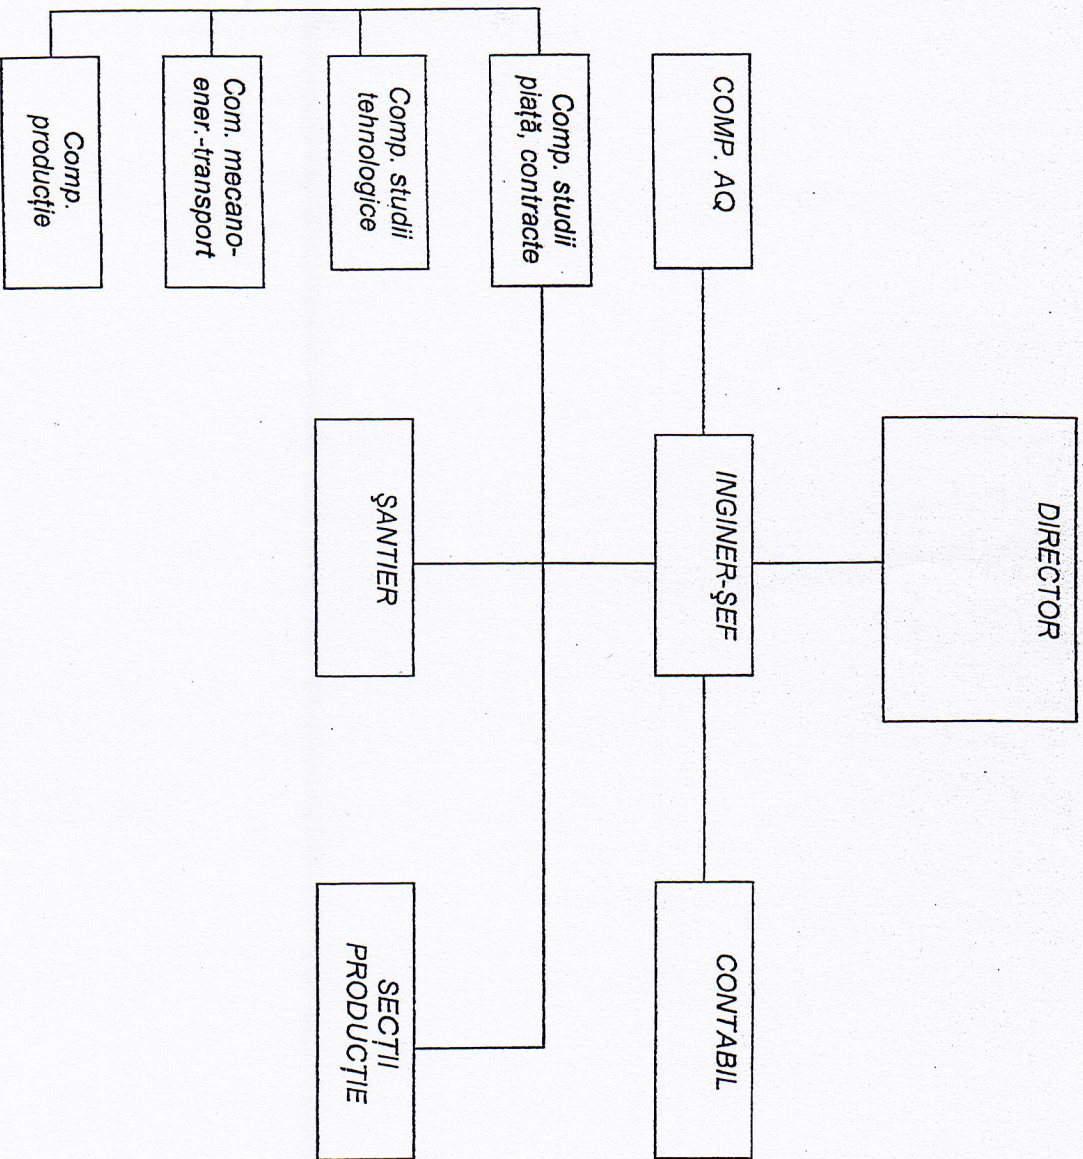 DIRECTOR
COMP. AQ
INGINER-ŞEF
CONTABIL
Comp. studii
piaţă, contracte
Comp. studii
tehnologice
ŞANTIER
SECŢII
PRODUCŢIE
Com. mecano-
ener.-transport
Comp.
producţie